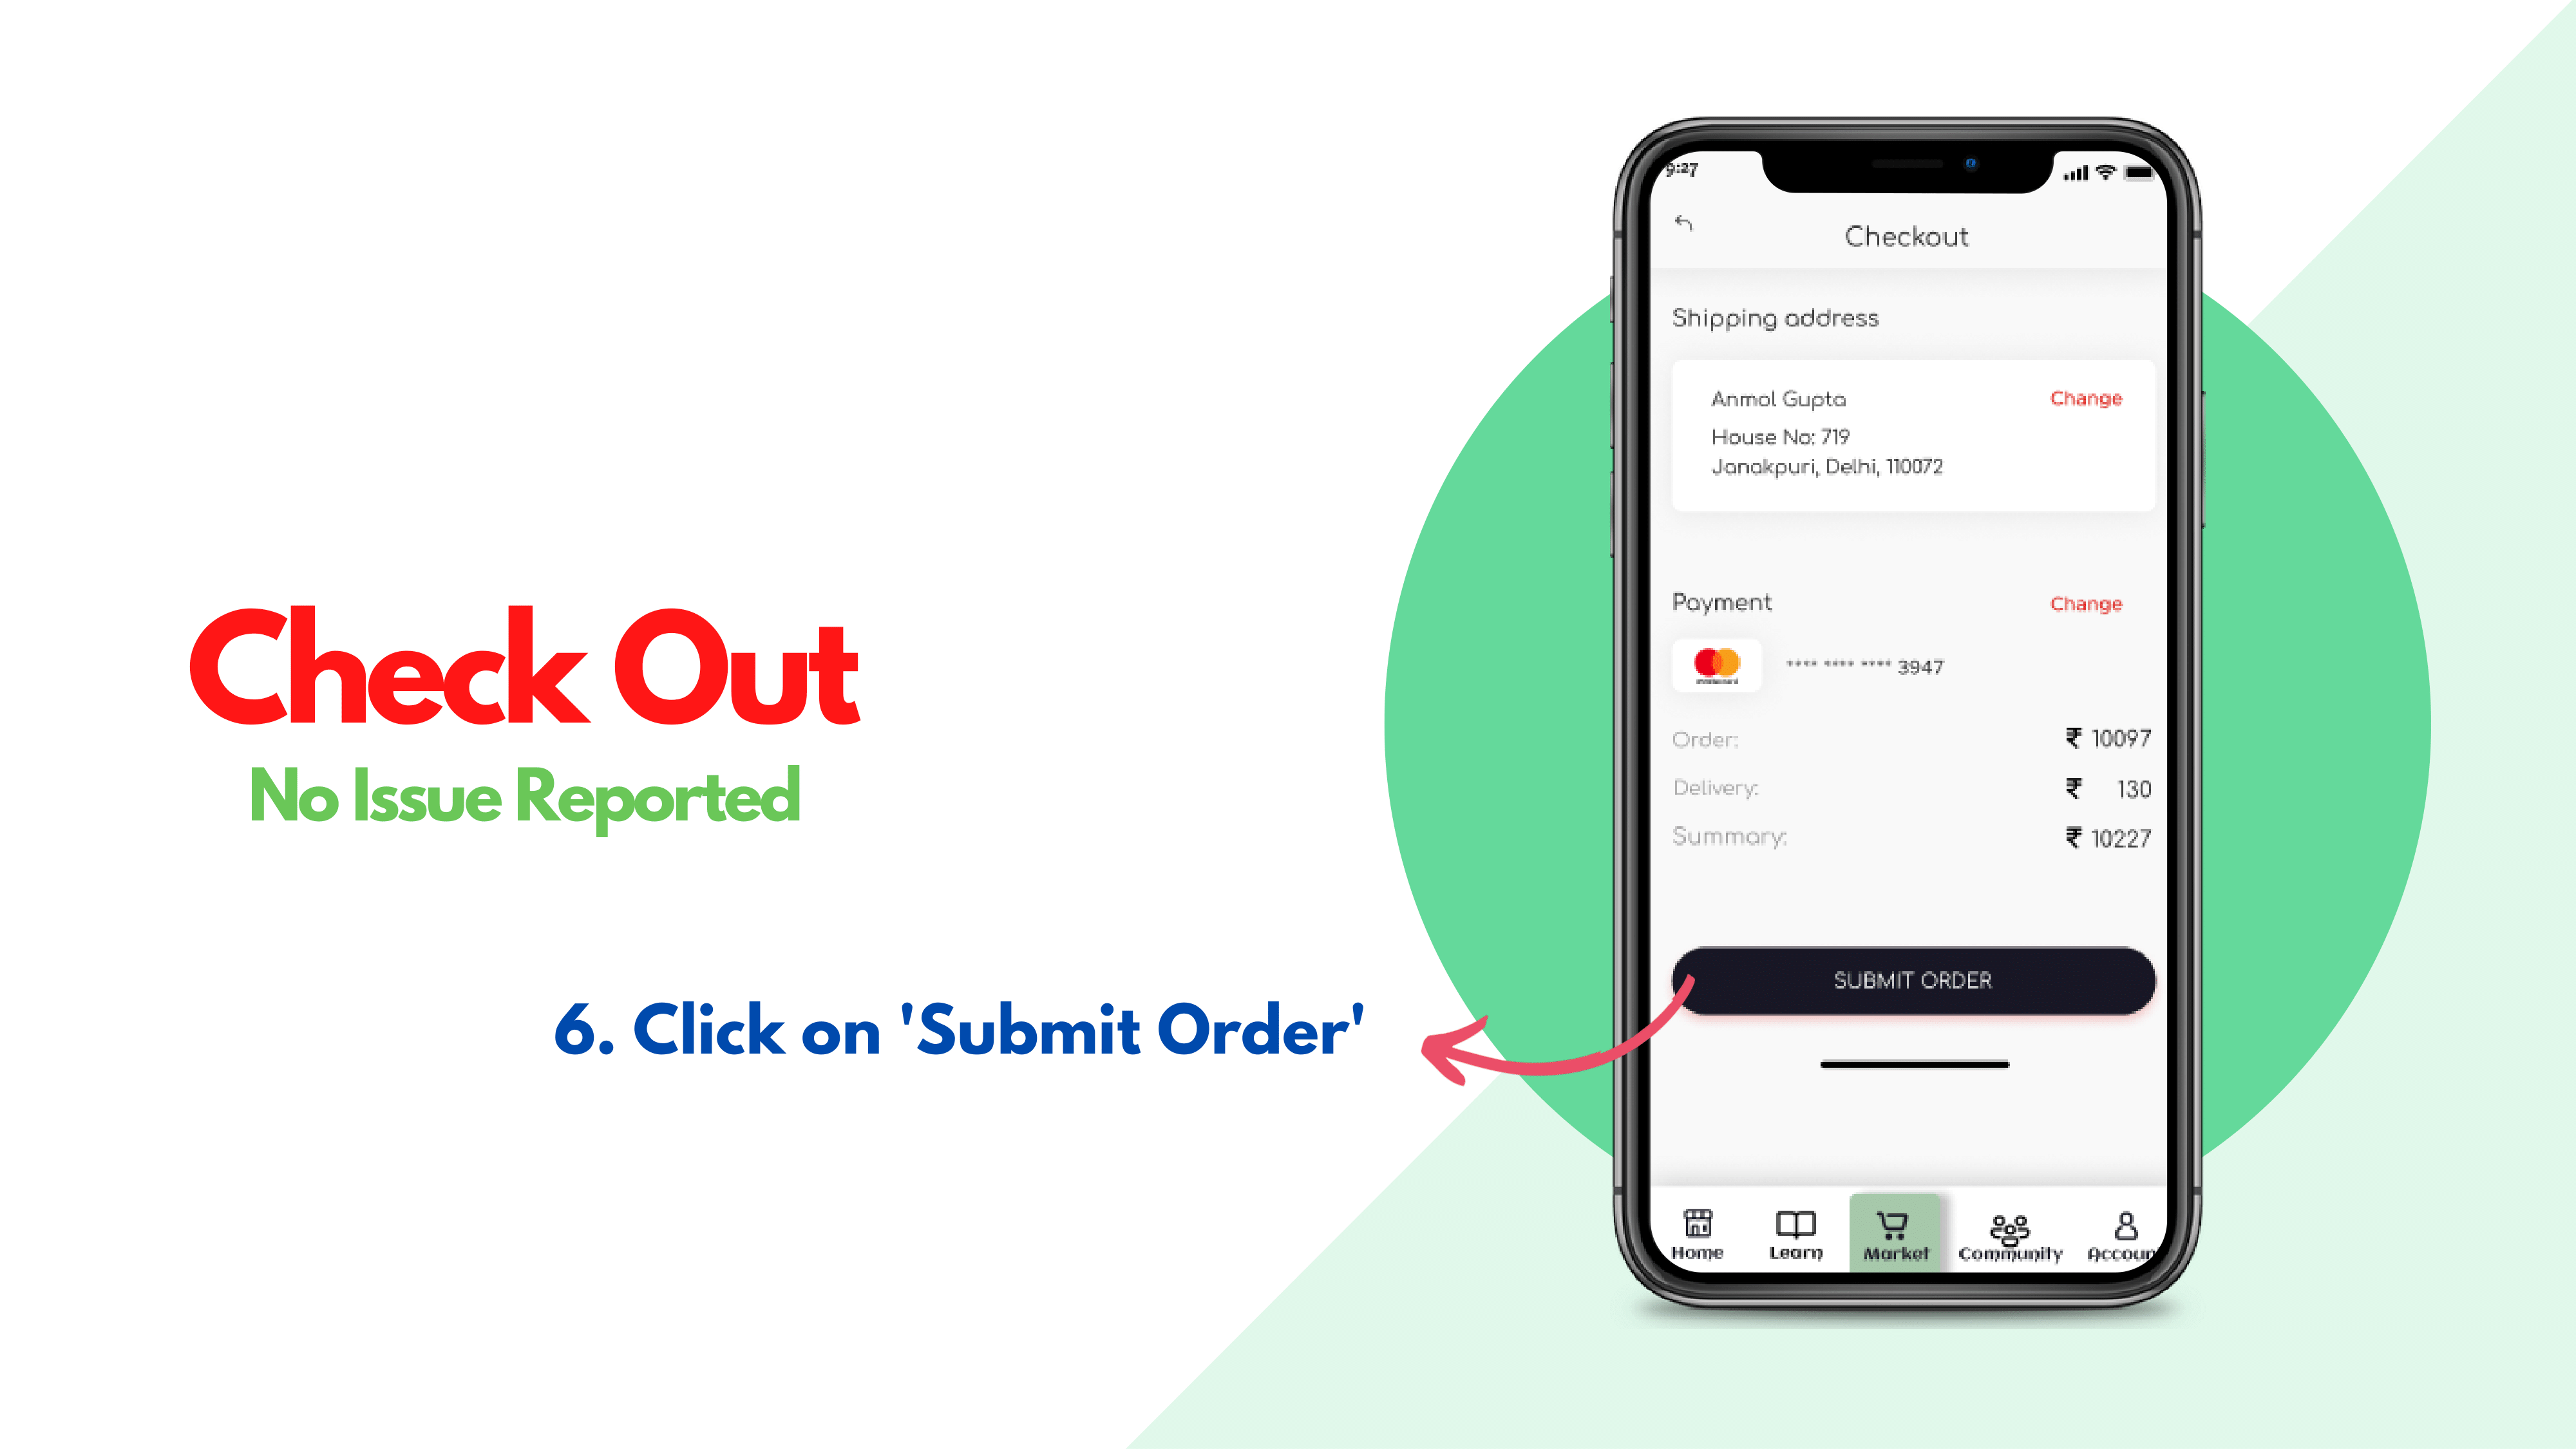 Check Out
No Issue Reported
6. Click on 'Submit Order'
9:27
Checkout
Shipping address
Anmol Gupta
Change
House No: 719
Janakpuri, Delhi, 110072
Payment
Change
**** **** **** 3947
Order:
₹ 10097
Delivery:
₹ 130
Summary:
₹ 10227
SUBMIT ORDER
Home
Learn
Market
Community
Accoun